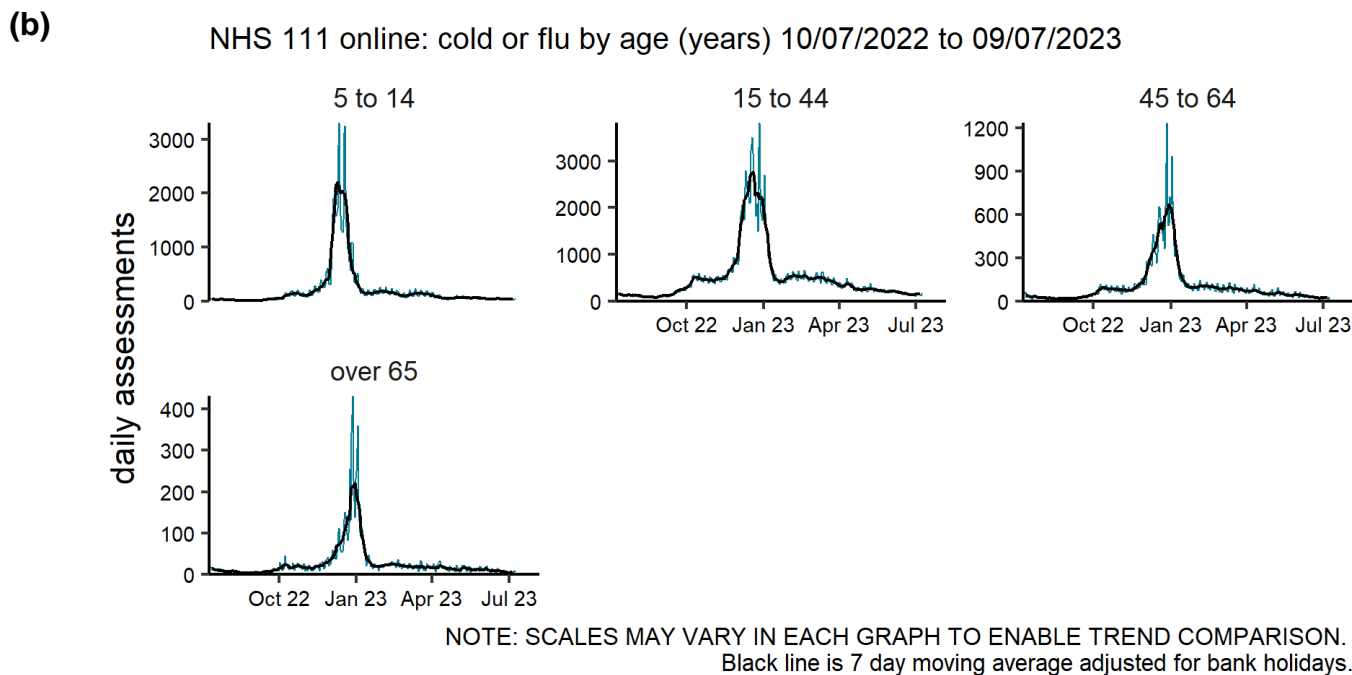 (b)
NHS 111 online: cold or flu by age (years) 10/07/2022 to 09/07/2023
daily assessments
5 to 14
3000
2000
1000
0
15 to 44
3000
2000
1000
0
Oct 22 Jan 23 Apr 23 Jul 23
45 to 64
1200
900
600
300
0
Oct 22 Jan 23 Apr 23 Jul 23
over 65
400
300
200
100
0
Oct 22 Jan 23 Apr 23 Jul 23
NOTE: SCALES MAY VARY IN EACH GRAPH TO ENABLE TREND COMPARISON.
Black line is 7 day moving average adjusted for bank holidays.